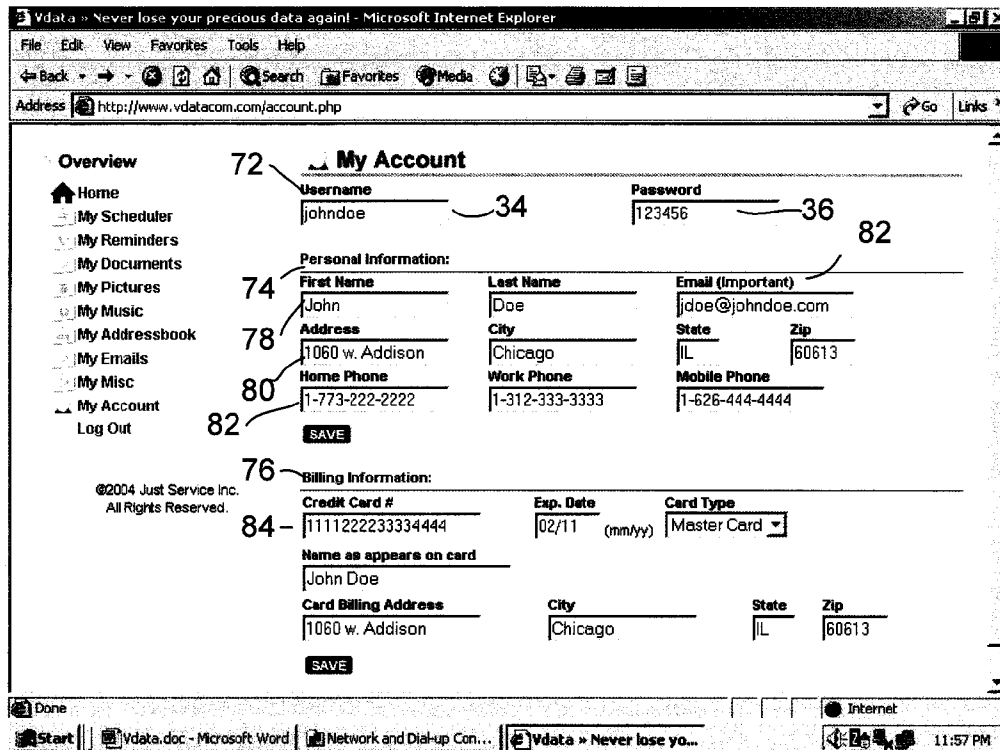 Vdata » Never lose your precious data again! - Microsoft Internet Explorer
File Edit View Favorites Tools Help
Back Search Favorites Media
Address http://www.vdatacom.com/account.php Go Links »
Overview
Home
My Scheduler
My Reminders
My Documents
My Pictures
My Music
My Addressbook
My Emails
My Misc
My Account
Log Out
©2004 Just Service Inc.
All Rights Reserved.
My Account
72
Username Password
johndoe 34 123456 36
82
Personal Information:
74
First Name Last Name Email (Important)
John Doe jdoe@johndoe.com
78
Address City State Zip
1060 w. Addison Chicago IL 60613
80
Home Phone Work Phone Mobile Phone
1-773-222-2222 1-312-333-3333 1-626-444-4444
82
SAVE
76
Billing Information:
Credit Card # Exp. Date Card Type
84 1111222233334444 02/11 (mm/yy) Master Card
Name as appears on card
John Doe
Card Billing Address City State Zip
1060 w. Addison Chicago IL 60613
SAVE
Done Internet
Start Vdata.doc - Microsoft Word Network and Dial-up Con... Vdata » Never lose yo... 11:57 PM